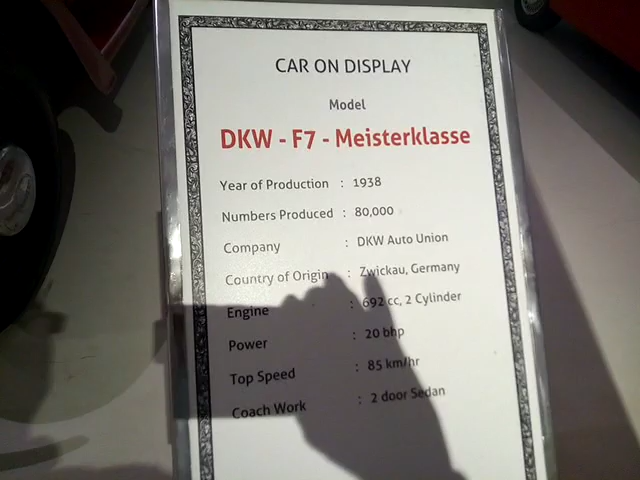 CAR ON DISPLAY
Model
DKW - F7 - Meisterklasse
Year of Production : 1938
Numbers Produced : 80,000
Company : DKW Auto Union
Country of Origin : Zwickau, Germany
Engine : 692 cc, 2 Cylinder
Power : 20 bhp
Top Speed : 85 km/hr
Coach Work : 2 door Sedan